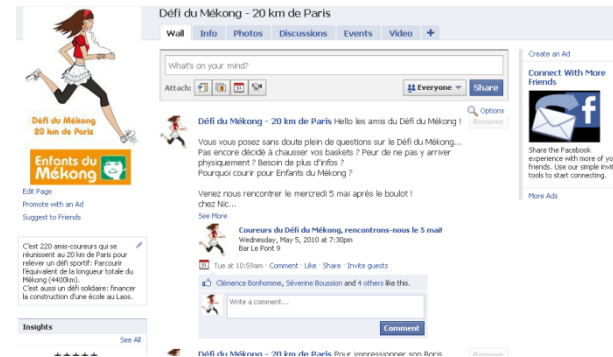 Défi du Mékong - 20 km de Paris
Wall Info Photos Discussions Events Video +
What's on your mind?
Attach:
Everyone
Share
Options
Défi du Mékong - 20 km de Paris Hello les amis du Défi du Mékong !
Remove
Vous vous posez sans doute plein de questions sur le Défi du Mékong...
Pas encore décidé à chausser vos baskets ? Peur de ne pas y arriver
physiquement ? Besoin de plus d'infos ?
Pourquoi courir pour Enfants du Mékong ?
Venez nous rencontrer le mercredi 5 mai après le boulot !
chez Nic...
See More
Coureurs du Défi du Mékong, rencontrons-nous le 5 mai!
Wednesday, May 5, 2010 at 7:30pm
Bar Le Pont 9
31 Tue at 10:59am · Comment · Like · Share · Invite guests
Clémence Bonhomme, Séverine Boussion and 4 others like this.
Write a comment...
Comment
Défi du Mékong - 20 km de Paris Pour impressionner son Boris
Remove
Défi du Mékong
20 km de Paris
Enfants du
Mékong
Edit Page
Promote with an Ad
Suggest to Friends
C'est 220 amis-coureurs qui se
réunissent au 20 km de Paris pour
relever un défi sportif: Parcourir
l'équivalent de la longueur totale du
Mékong (4400km).
C'est aussi un défi solidaire: financer
la construction d'une école au Laos.
Insights
See All
Create an Ad
Connect With More
Friends
f
Share the Facebook
experience with more of yo
friends. Use our simple invit
tools to start connecting.
More Ads